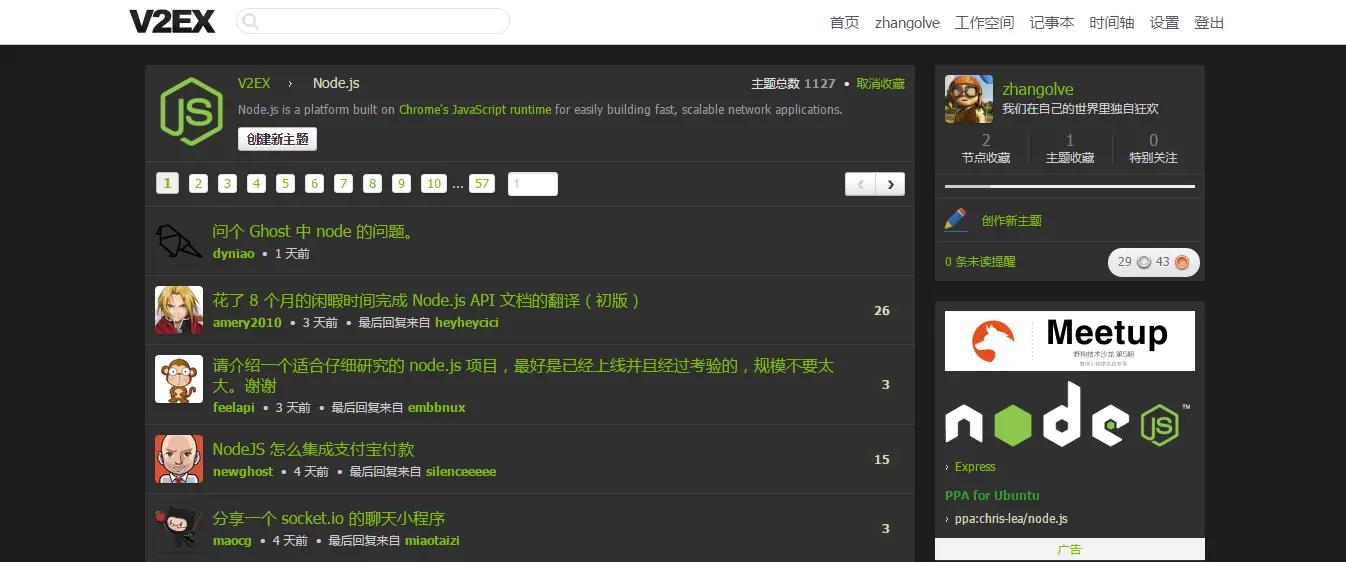 V2EX
首页 zhangolve 工作空间 记事本 时间轴 设置 登出
V2EX › Node.js
主题总数 1127 • 取消收藏
Node.js is a platform built on Chrome's JavaScript runtime for easily building fast, scalable network applications.
创建新主题
1 2 3 4 5 6 7 8 9 10 ... 57 1 ‹ ›
问个 Ghost 中 node 的问题。
dyniao • 1 天前
花了 8 个月的闲暇时间完成 Node.js API 文档的翻译（初版）
amery2010 • 3 天前 • 最后回复来自 heyheycici
26
请介绍一个适合仔细研究的 node.js 项目，最好是已经上线并且经过考验的，规模不要太
大。谢谢
feelapi • 3 天前 • 最后回复来自 embbnux
3
NodeJS 怎么集成支付宝付款
newghost • 4 天前 • 最后回复来自 silenceeeee
15
分享一个 socket.io 的聊天小程序
maocg • 4 天前 • 最后回复来自 miaotaizi
3
zhangolve
我们在自己的世界里独自狂欢
2 1 0
节点收藏 主题收藏 特别关注
创作新主题
0 条未读提醒
29 43
Meetup
野狗技术沙龙 第5期
node JS ™
› Express
PPA for Ubuntu
› ppa:chris-lea/node.js
广告